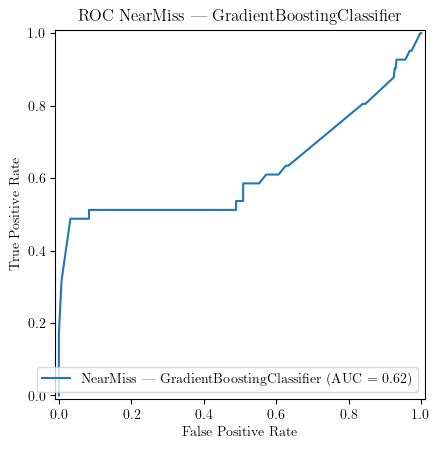 ROC NearMiss — GradientBoostingClassifier
1.0
0.8
0.6
0.4
0.2
0.0
True Positive Rate
NearMiss — GradientBoostingClassifier (AUC = 0.62)
0.0 0.2 0.4 0.6 0.8 1.0
False Positive Rate